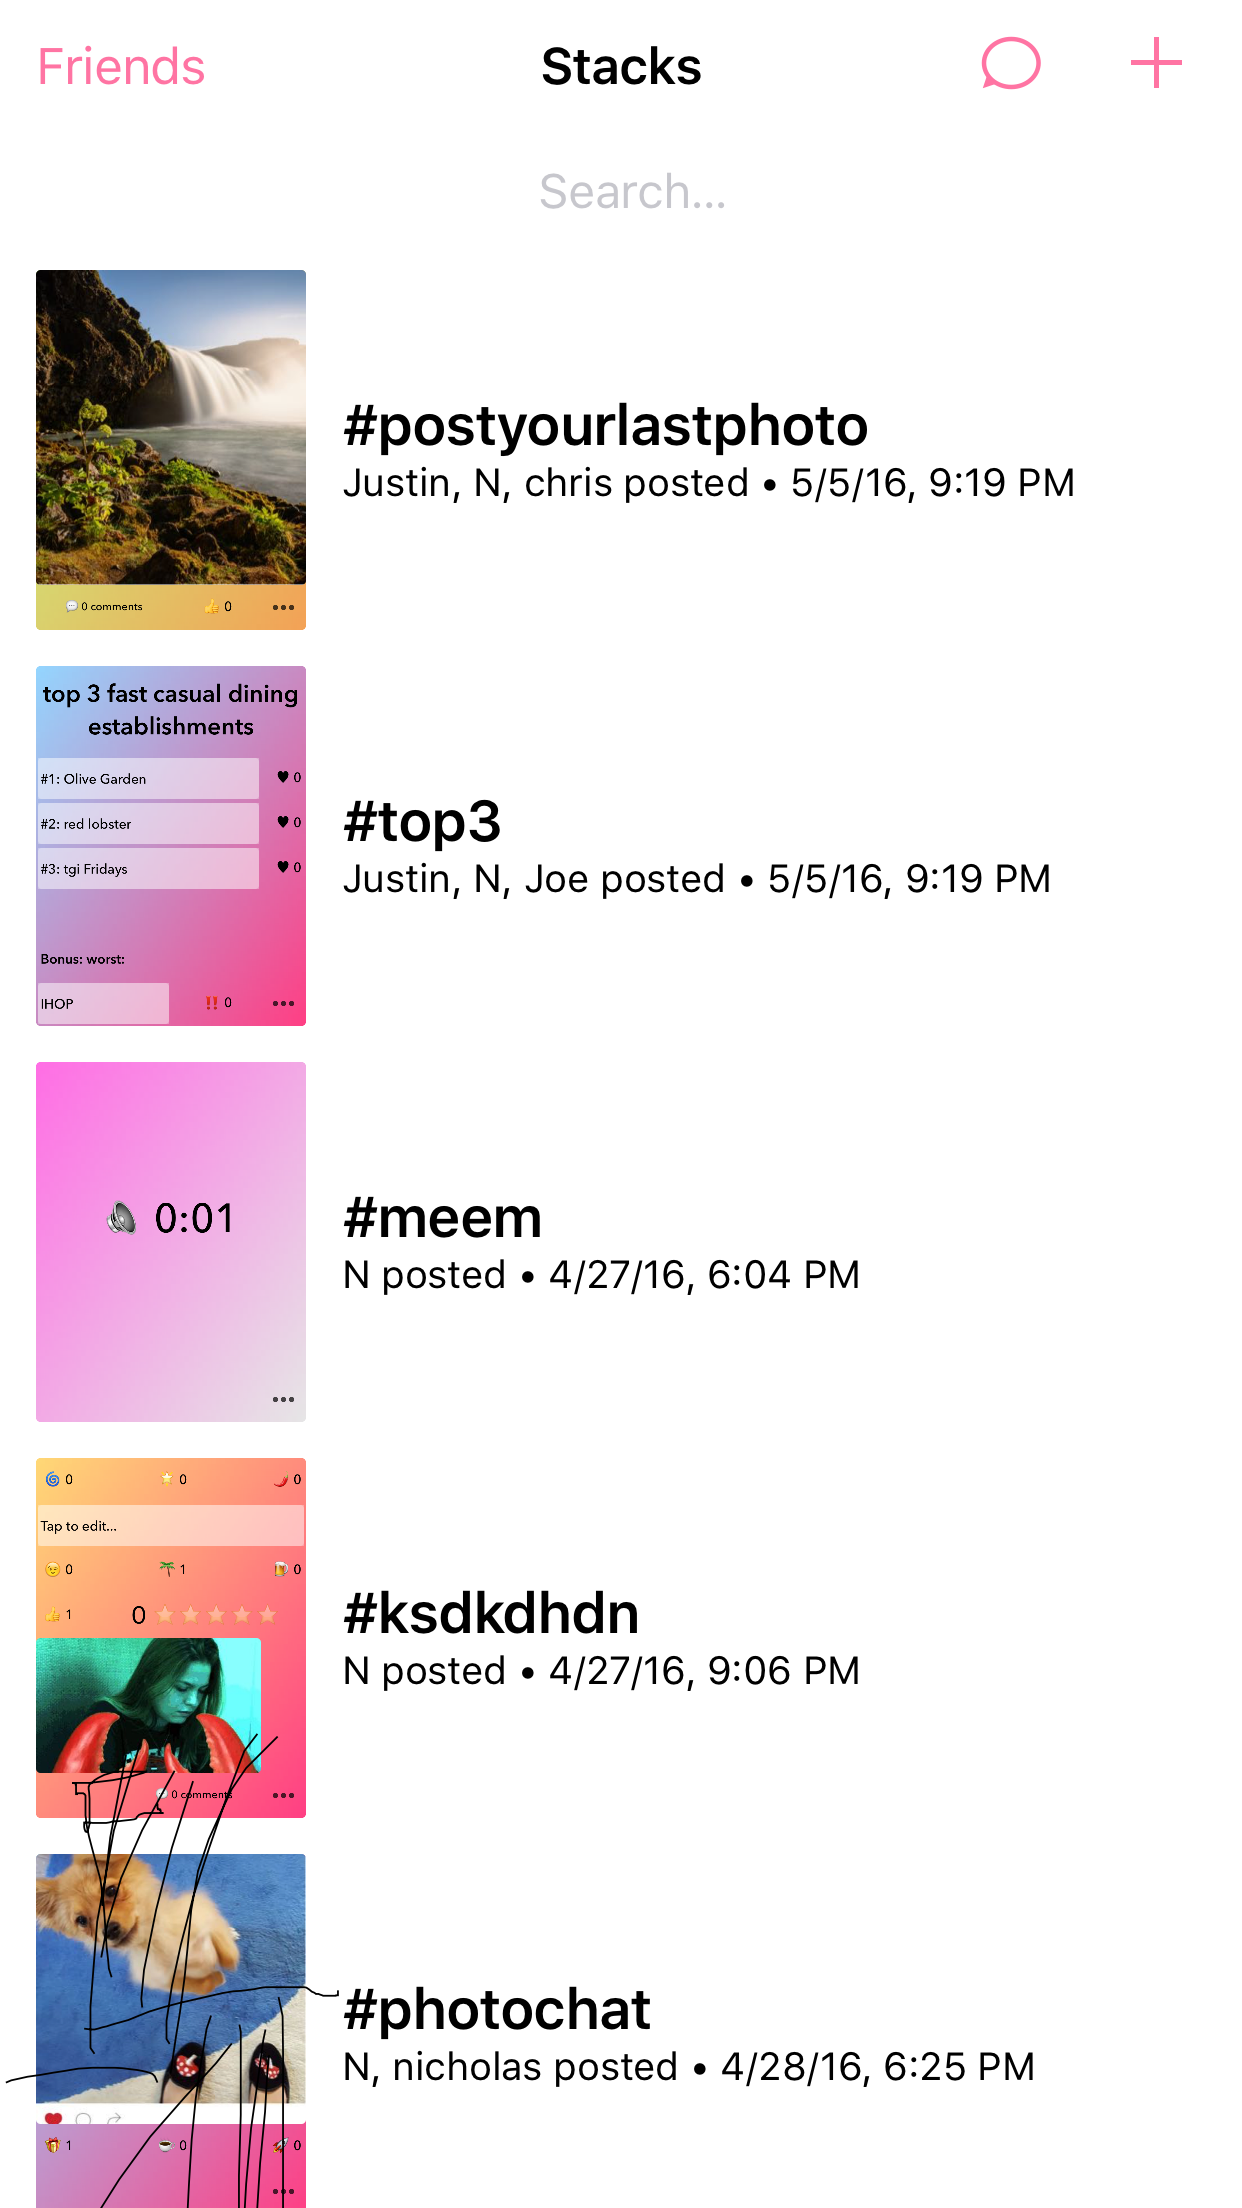 Friends
Stacks
Search...
#postyourlastphoto
Justin, N, chris posted • 5/5/16, 9:19 PM
0 comments
0
top 3 fast casual dining
establishments
#1: Olive Garden
0
#2: red lobster
0
#3: tgi Fridays
0
Bonus: worst:
IHOP
0
#top3
Justin, N, Joe posted • 5/5/16, 9:19 PM
0:01
#meem
N posted • 4/27/16, 6:04 PM
0 0 0
Tap to edit...
0 1 0
1 0
0 comments
#ksdkdhdn
N posted • 4/27/16, 9:06 PM
#photochat
N, nicholas posted • 4/28/16, 6:25 PM
1 0 0